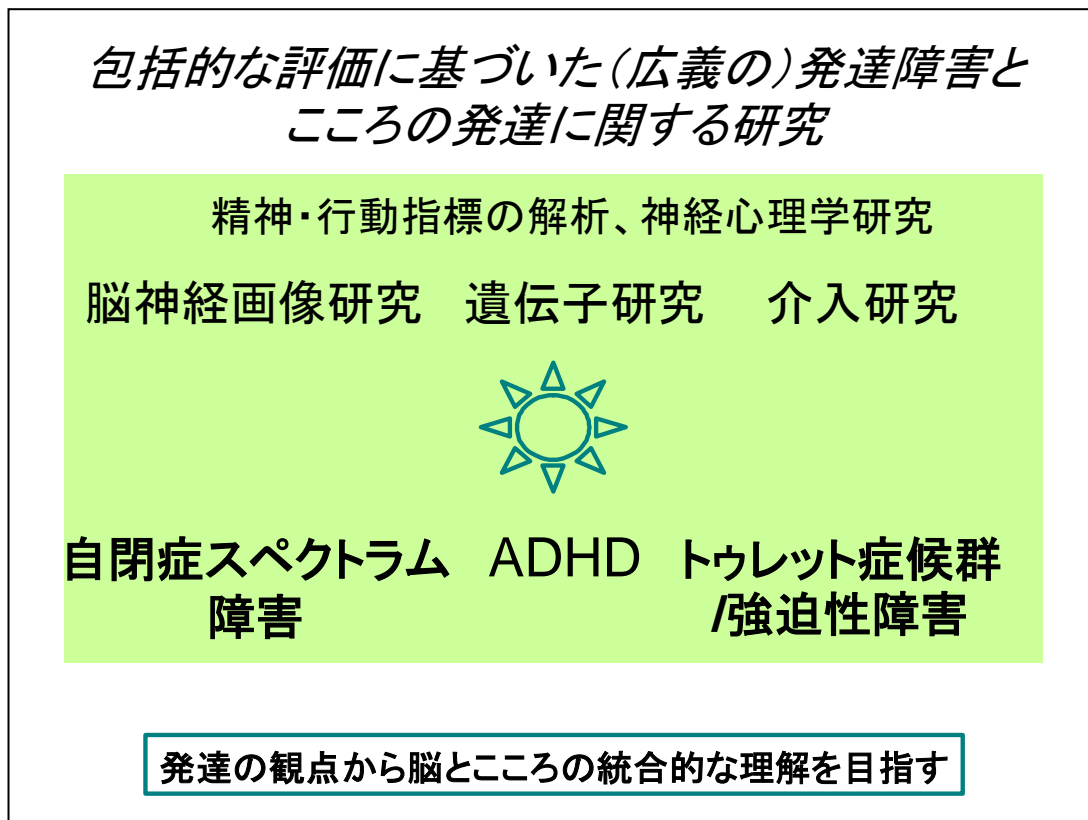 包括的な評価に基づいた(広義の)発達障害と
こころの発達に関する研究
精神・行動指標の解析、神経心理学研究
脳神経画像研究 遺伝子研究 介入研究
自閉症スペクトラム ADHD トゥレット症候群
障害 /強迫性障害
発達の観点から脳とこころの統合的な理解を目指す